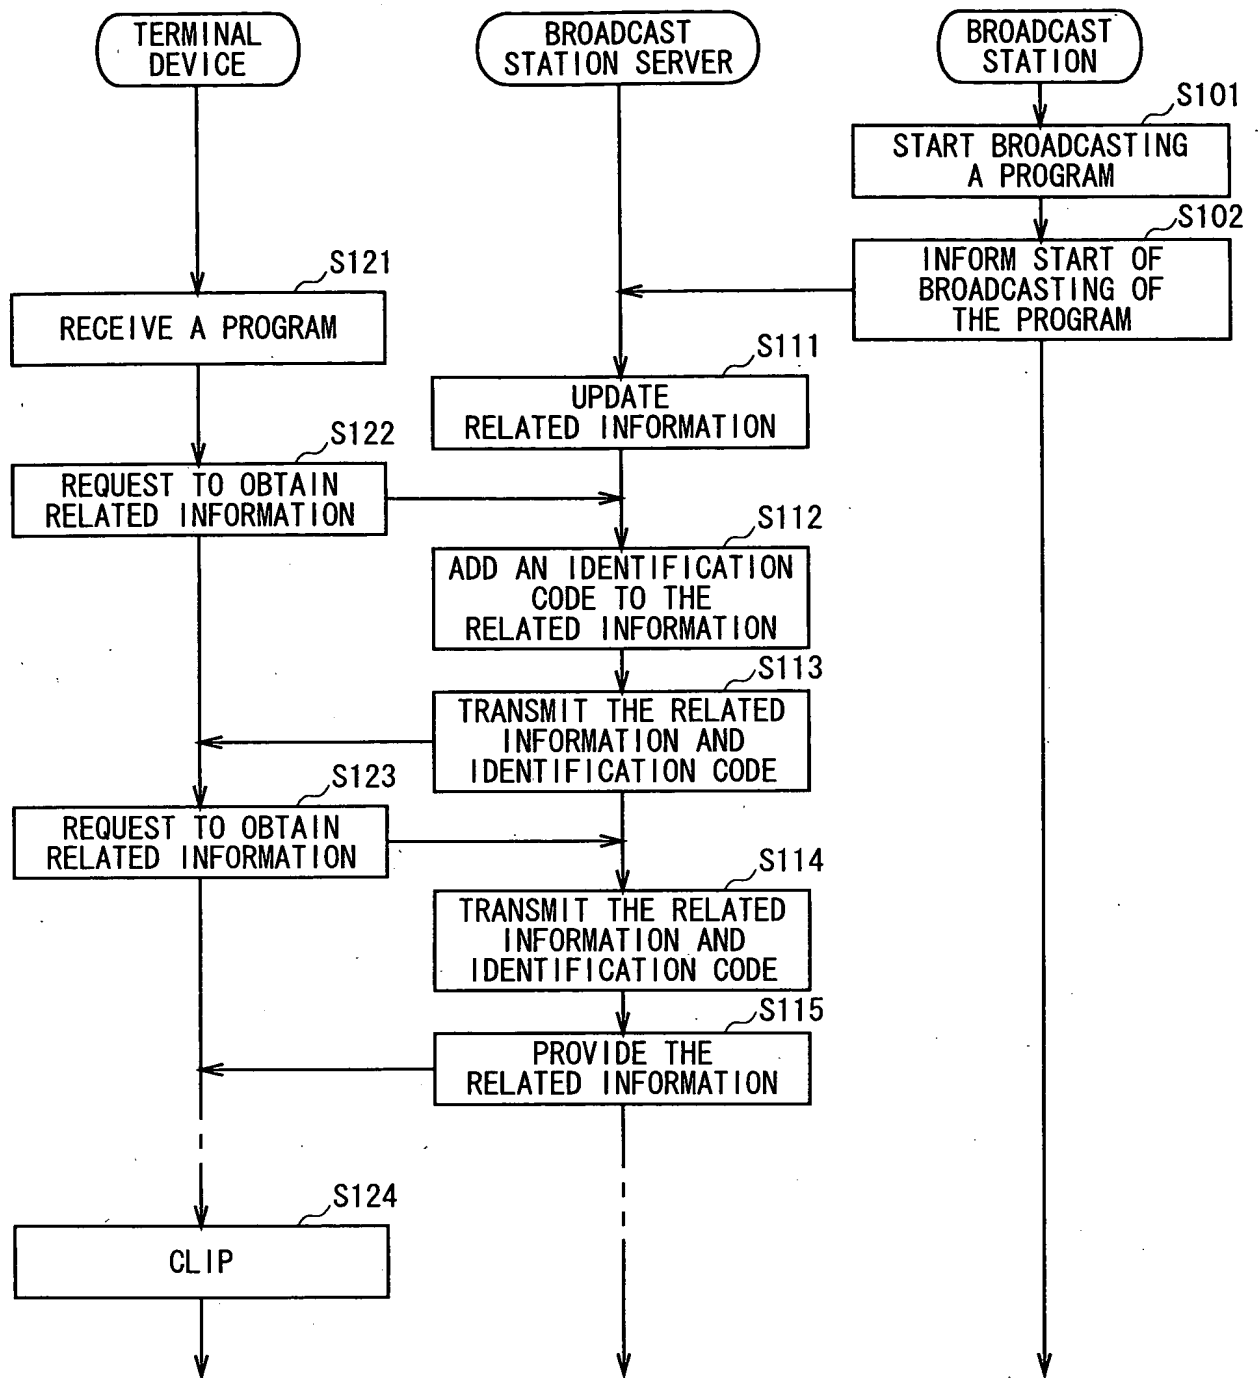 TERMINAL
DEVICE
BROADCAST
STATION SERVER
BROADCAST
STATION
S101
START BROADCASTING
A PROGRAM
S102
INFORM START OF
BROADCASTING OF
THE PROGRAM
S121
RECEIVE A PROGRAM
S111
UPDATE
RELATED INFORMATION
S122
REQUEST TO OBTAIN
RELATED INFORMATION
S112
ADD AN IDENTIFICATION
CODE TO THE
RELATED INFORMATION
S113
TRANSMIT THE RELATED
INFORMATION AND
IDENTIFICATION CODE
S123
REQUEST TO OBTAIN
RELATED INFORMATION
S114
TRANSMIT THE RELATED
INFORMATION AND
IDENTIFICATION CODE
S115
PROVIDE THE
RELATED INFORMATION
S124
CLIP